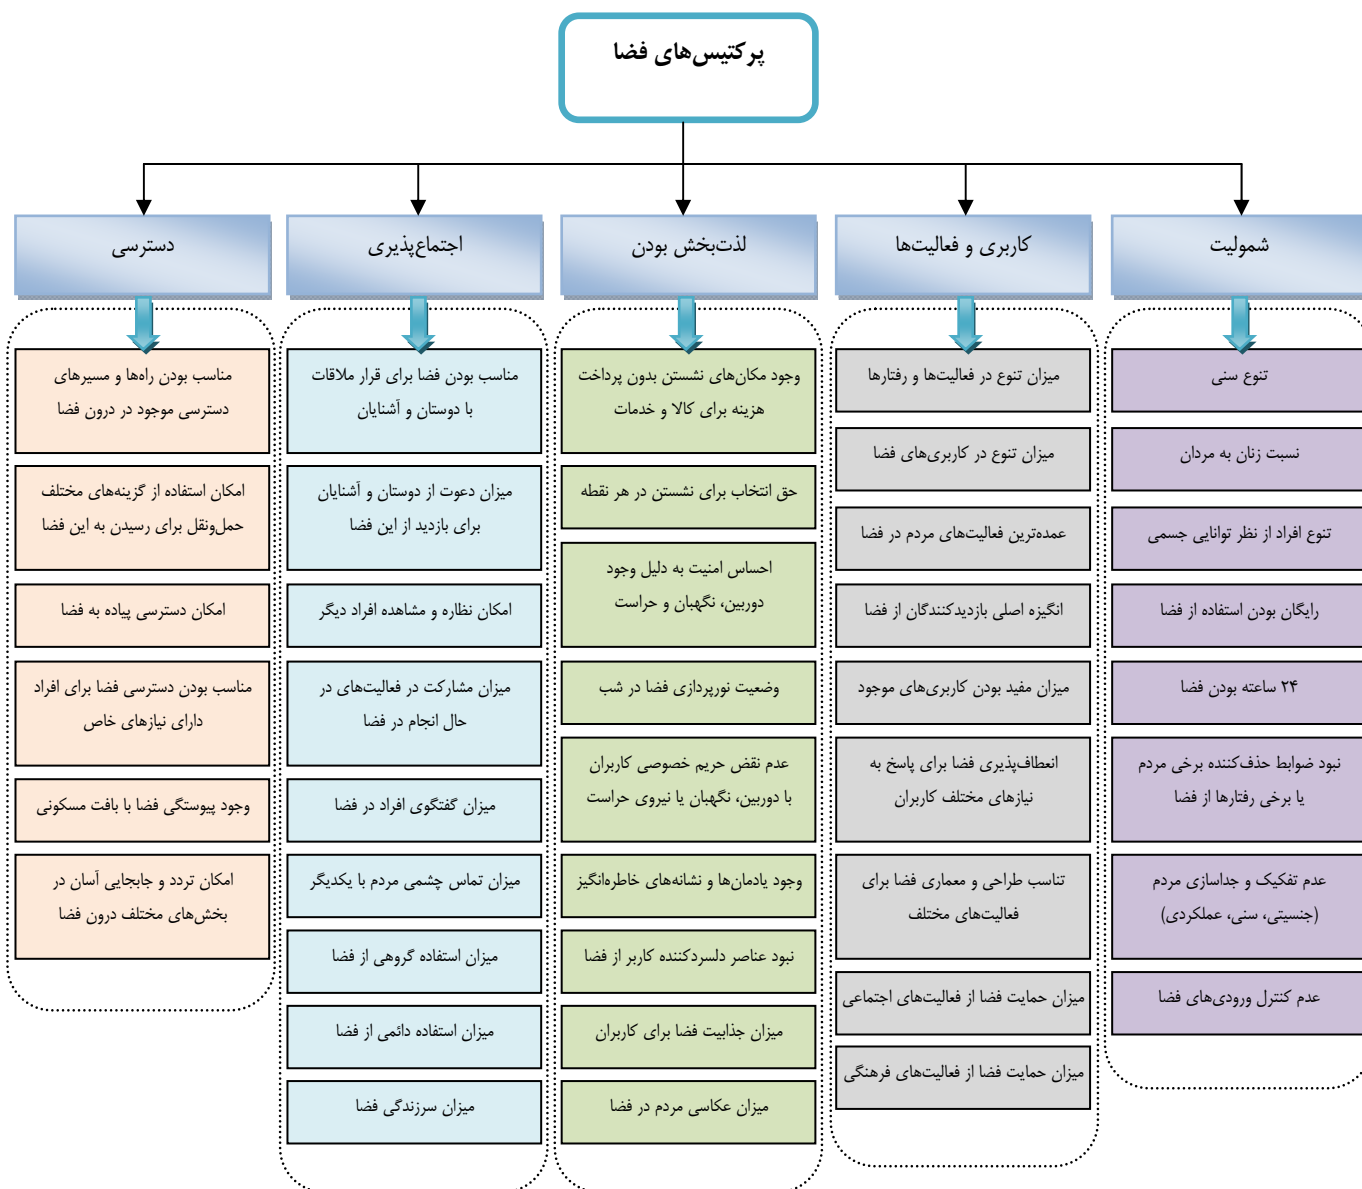 پرکتیس‌های فضا
شمولیت
تنوع سنی
نسبت زنان به مردان
تنوع افراد از نظر توانایی جسمی
رایگان بودن استفاده از فضا
۲۴ ساعته بودن فضا
نبود ضوابط حذف‌کننده برخی مردم
یا برخی رفتارها از فضا
عدم تفکیک و جداسازی مردم
(جنسیتی، سنی، عملکردی)
عدم کنترل ورودی‌های فضا
کاربری و فعالیت‌ها
میزان تنوع در فعالیت‌ها و رفتارها
میزان تنوع در کاربری‌های فضا
عمده‌ترین فعالیت‌های مردم در فضا
انگیزه اصلی بازدیدکنندگان از فضا
میزان مفید بودن کاربری‌های موجود
انعطاف‌پذیری فضا برای پاسخ به
نیازهای مختلف کاربران
تناسب طراحی و معماری فضا برای
فعالیت‌های مختلف
میزان حمایت فضا از فعالیت‌های اجتماعی
میزان حمایت فضا از فعالیت‌های فرهنگی
لذت‌بخش بودن
وجود مکان‌های نشستن بدون پرداخت
هزینه برای کالا و خدمات
حق انتخاب برای نشستن در هر نقطه
احساس امنیت به دلیل وجود
دوربین، نگهبان و حراست
وضعیت نورپردازی فضا در شب
عدم نقض حریم خصوصی کاربران
با دوربین، نگهبان یا نیروی حراست
وجود یادمان‌ها و نشانه‌های خاطره‌انگیز
نبود عناصر دلسردکننده کاربر از فضا
میزان جذابیت فضا برای کاربران
میزان عکاسی مردم در فضا
اجتماع‌پذیری
مناسب بودن فضا برای قرار ملاقات
با دوستان و آشنایان
میزان دعوت از دوستان و آشنایان
برای بازدید از این فضا
امکان نظاره و مشاهده افراد دیگر
میزان مشارکت در فعالیت‌های در
حال انجام در فضا
میزان گفتگوی افراد در فضا
میزان تماس چشمی مردم با یکدیگر
میزان استفاده گروهی از فضا
میزان استفاده دائمی از فضا
میزان سرزندگی فضا
دسترسی
مناسب بودن راه‌ها و مسیرهای
دسترسی موجود در درون فضا
امکان استفاده از گزینه‌های مختلف
حمل‌ونقل برای رسیدن به این فضا
امکان دسترسی پیاده به فضا
مناسب بودن دسترسی فضا برای افراد
دارای نیازهای خاص
وجود پیوستگی فضا با بافت مسکونی
امکان تردد و جابجایی آسان در
بخش‌های مختلف درون فضا